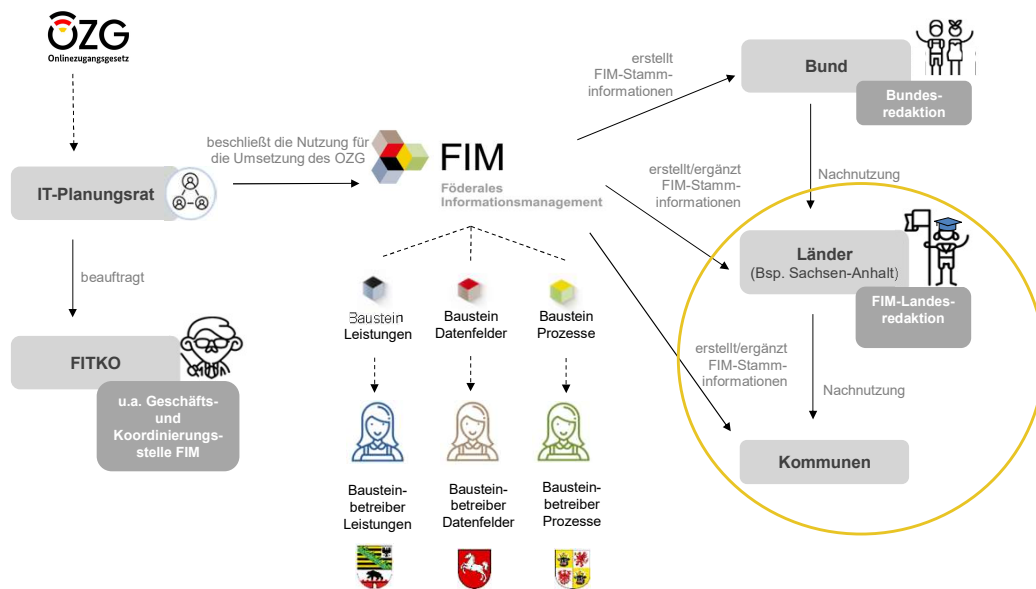 OZG
Onlinezugangsgesetz
IT-Planungsrat
beauftragt
FITKO
u.a. Geschäfts-
und
Koordinierungs-
stelle FIM
beschließt die Nutzung für
die Umsetzung des OZG
FIM
Föderales
Informationsmanagement
Baustein
Leistungen
Baustein
Datenfelder
Baustein
Prozesse
Baustein-
betreiber
Leistungen
Baustein-
betreiber
Datenfelder
Baustein-
betreiber
Prozesse
erstellt
FIM-Stamm-
informationen
erstellt/ergänzt
FIM-Stamm-
informationen
erstellt/ergänzt
FIM-Stamm-
informationen
Bund
Bundes-
redaktion
Nachnutzung
Länder
(Bsp. Sachsen-Anhalt)
FIM-Landes-
redaktion
Nachnutzung
Kommunen